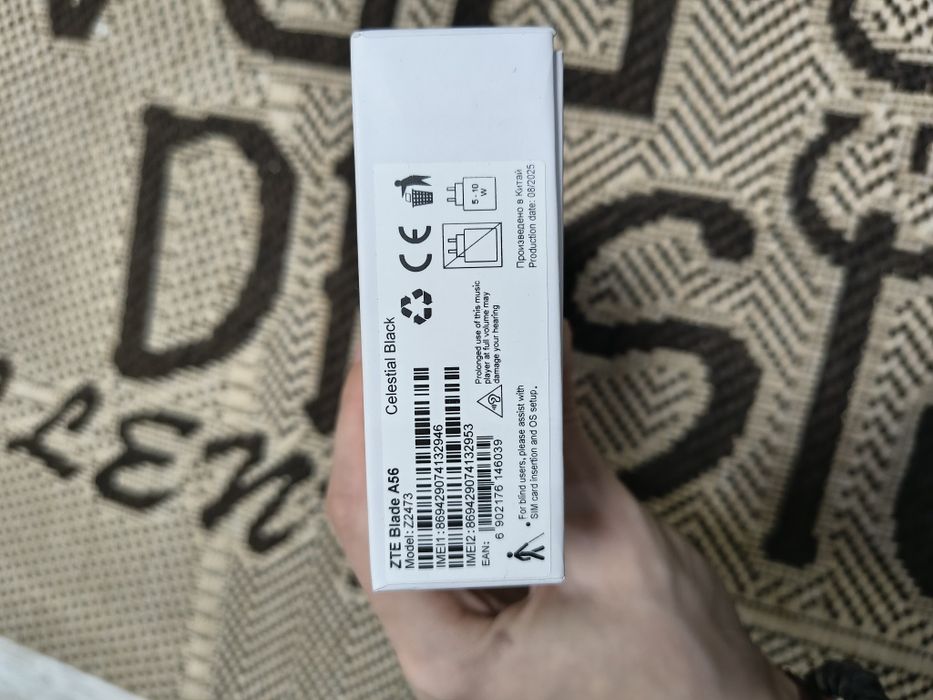 ZTE Blade A56
Celestial Black
Model: Z2473
IMEI1:869429074132946
IMEI2:869429074132953
EAN:
6 902176 146039
Prolonged use of this music
player at full volume may
damage your hearing
5 - 10
W
• For blind users, please assist with
SIM card insertion and OS setup.
Произведено в Китай
Production date: 08/2025
CE